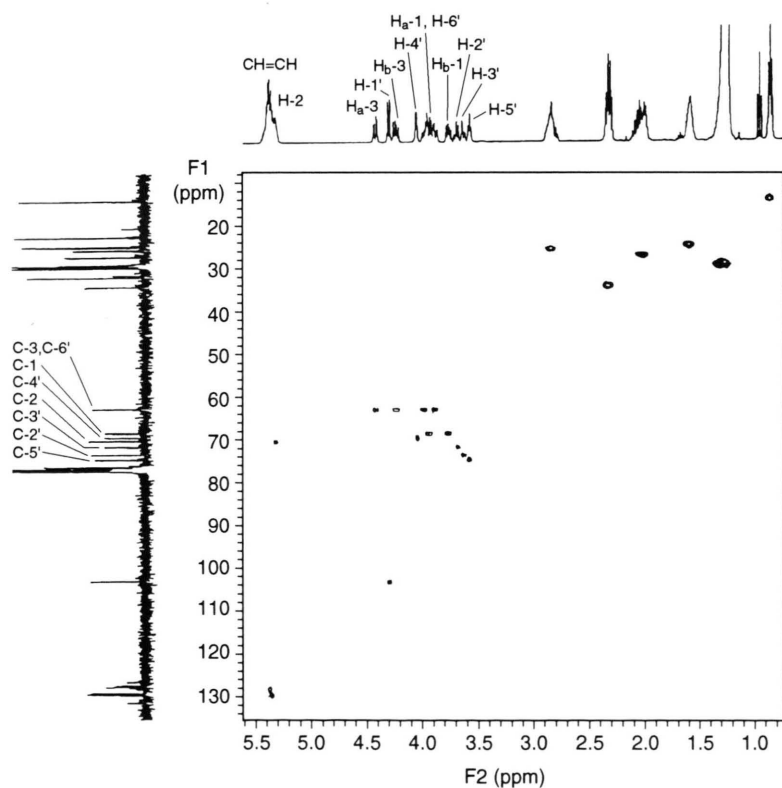 Hₐ-1, H-6'
H-4'
H-2'
CH=CH
H_b-3
H_b-1
H-3'
H-2
H-1'
H-5'
Hₐ-3
F1
(ppm)
20
30
40
50
60
70
80
90
100
110
120
130
C-3,C-6'
C-1
C-4'
C-2
C-3'
C-2'
C-5'
5.5 5.0 4.5 4.0 3.5 3.0 2.5 2.0 1.5 1.0
F2 (ppm)